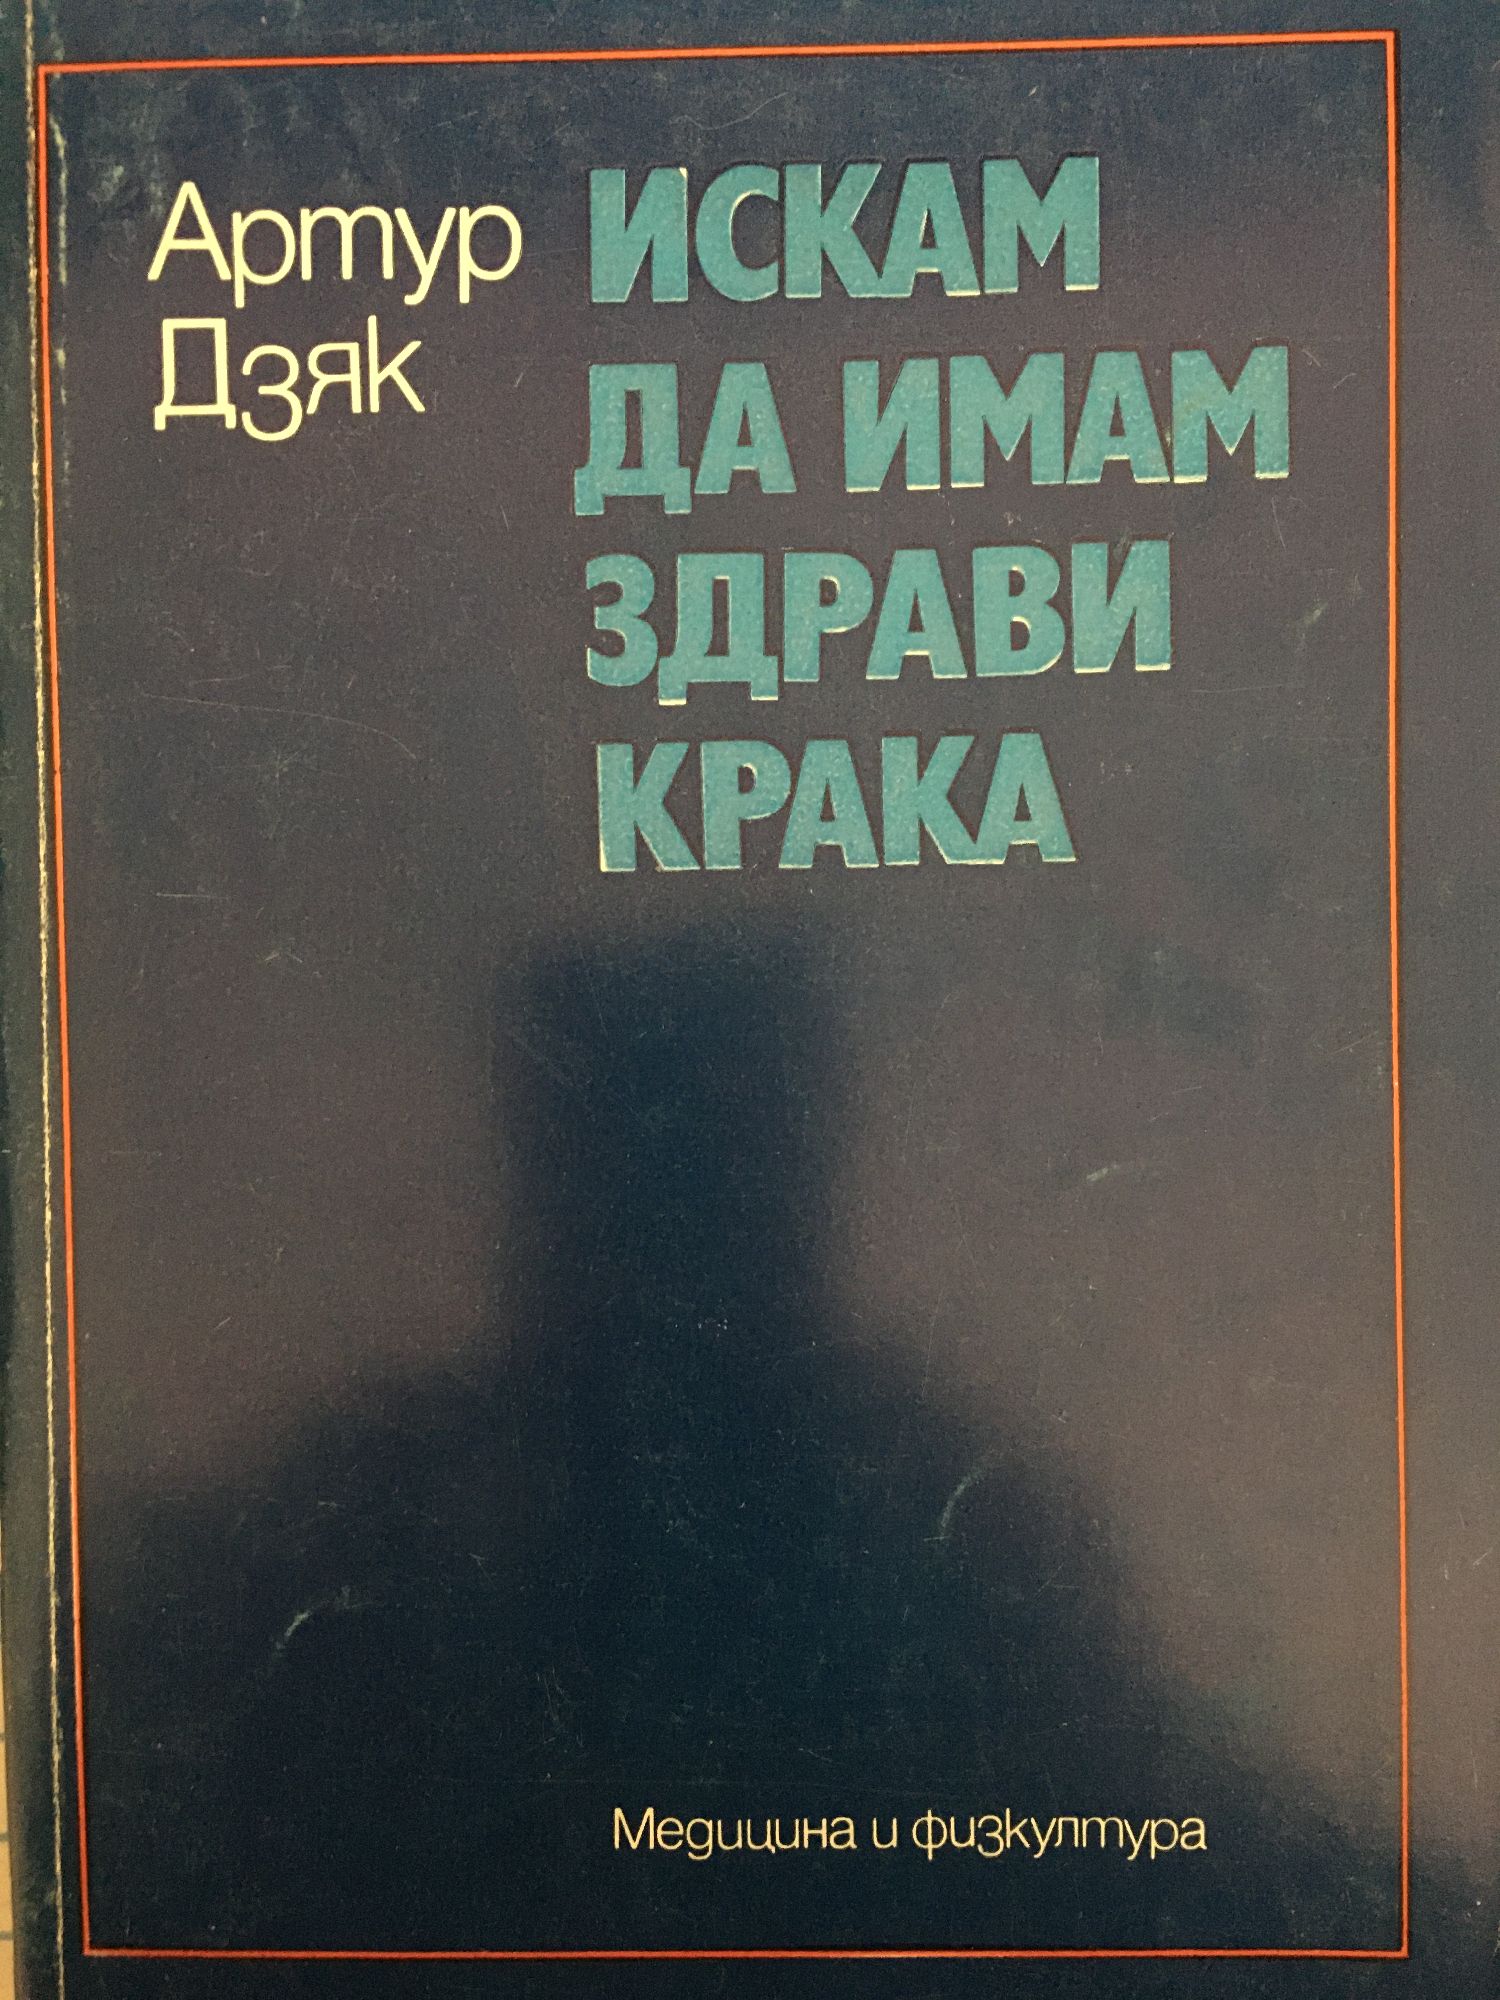 Артур
Дзяк
ИСКАМ
ДА ИМАМ
ЗДРАВИ
КРАКА
Медицина и физкултура